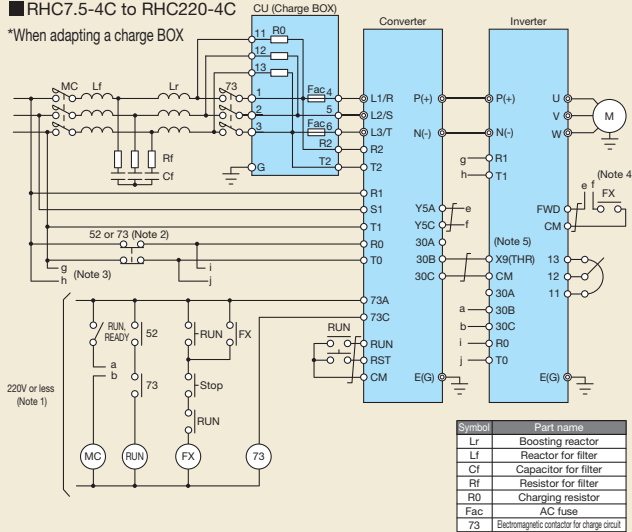 ■RHC7.5-4C to RHC220-4C
*When adapting a charge BOX
CU (Charge BOX)
Converter
Inverter
11 R0
12
13
MC Lf Lr 73
1 Fac 4
2 5
3 Fac 6
R2
T2
G
Rf
Cf
L1/R
L2/S
L3/T
R2
T2
R1
S1
T1
R0
T0
73A
73C
RUN
RST
CM
P(+)
N(-)
Y5A
Y5C
30A
30B
30C
E(G)
e
f
P(+)
N(-)
g R1
h T1
(Note 5)
X9(THR)
CM
30A
a 30B
b 30C
i R0
j T0
U
V
W
M
(Note 4)
e f FX
FWD
CM
13
12
11
E(G)
52 or 73 (Note 2)
g
h
(Note 3)
i
j
RUN,
READY
52
RUN
FX
a
b
73
Stop
RUN
RUN
220V or less
(Note 1)
MC
RUN
FX
73
Symbol Part name
Lr Boosting reactor
Lf Reactor for filter
Cf Capacitor for filter
Rf Resistor for filter
R0 Charging resistor
Fac AC fuse
73 Electromagnetic contactor for charge circuit